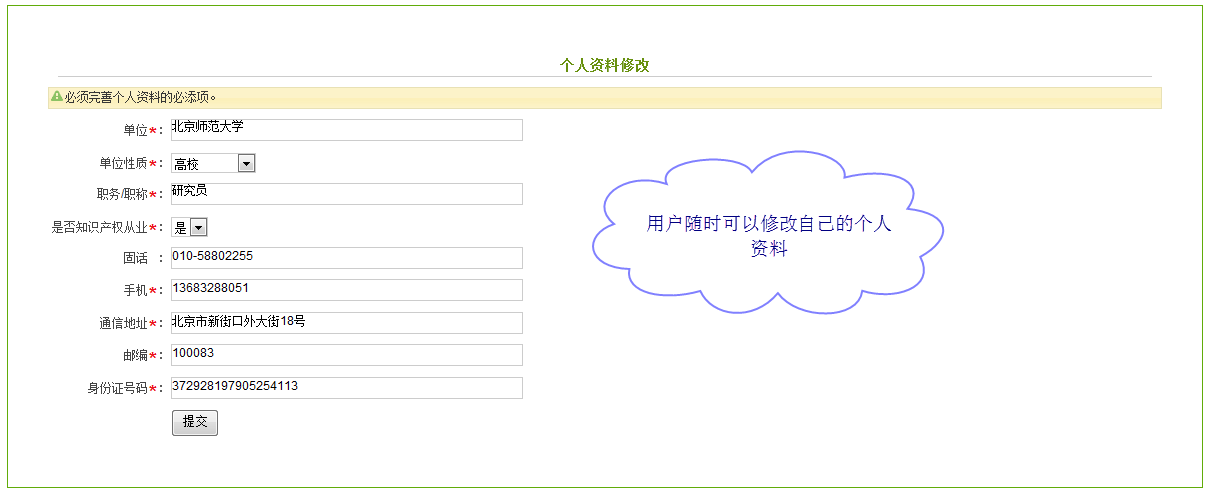 个人资料修改
必须完善个人资料的必添项。
单位*： 北京师范大学
单位性质*： 高校
职务/职称*： 研究员
是否知识产权从业*： 是
固话 ： 010-58802255
手机*： 13683288051
通信地址*： 北京市新街口外大街18号
邮编*： 100083
身份证号码*： 372928197905254113
提交
用户随时可以修改自己的个人
资料